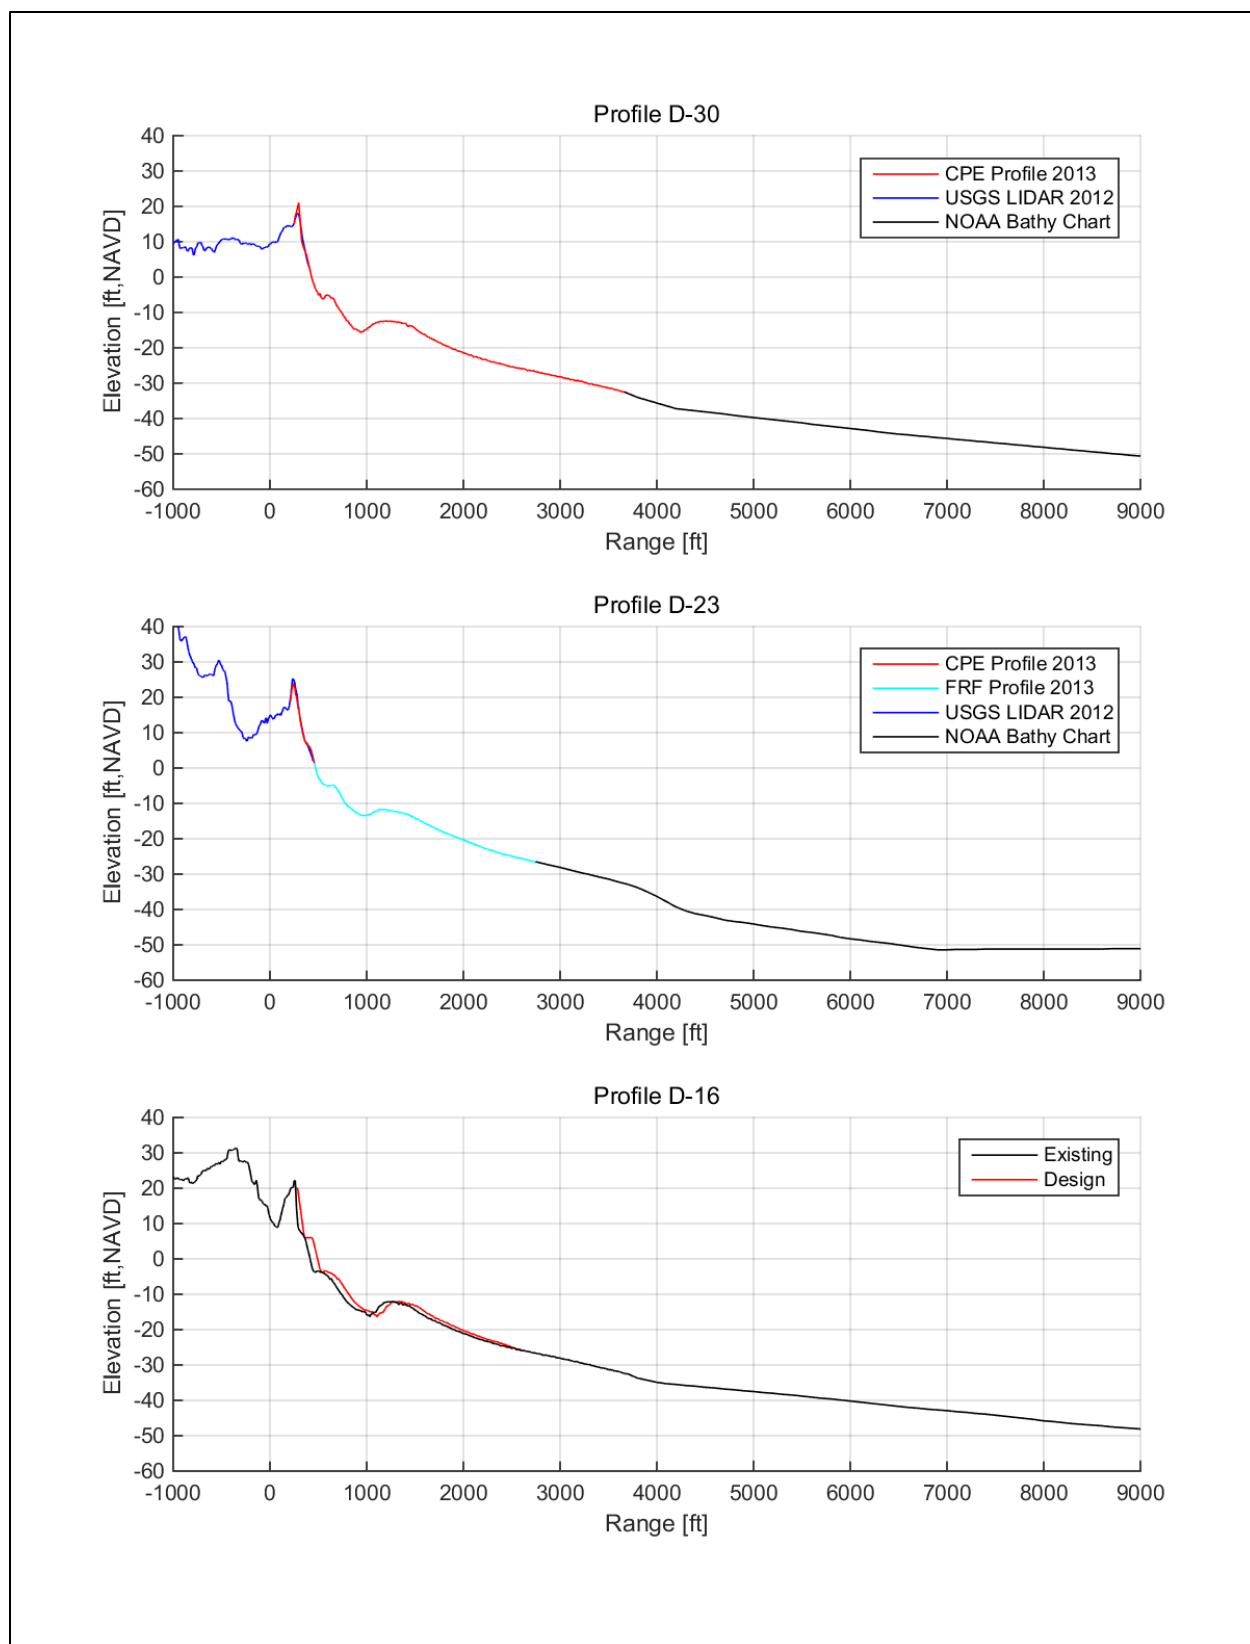 Profile D-30
40
30
20
10
0
-10
-20
-30
-40
-50
-60
Elevation [ft,NAVD]
CPE Profile 2013
USGS LIDAR 2012
NOAA Bathy Chart
-1000 0 1000 2000 3000 4000 5000 6000 7000 8000 9000
Range [ft]
Profile D-23
40
30
20
10
0
-10
-20
-30
-40
-50
-60
Elevation [ft,NAVD]
CPE Profile 2013
FRF Profile 2013
USGS LIDAR 2012
NOAA Bathy Chart
-1000 0 1000 2000 3000 4000 5000 6000 7000 8000 9000
Range [ft]
Profile D-16
40
30
20
10
0
-10
-20
-30
-40
-50
-60
Elevation [ft,NAVD]
Existing
Design
-1000 0 1000 2000 3000 4000 5000 6000 7000 8000 9000
Range [ft]